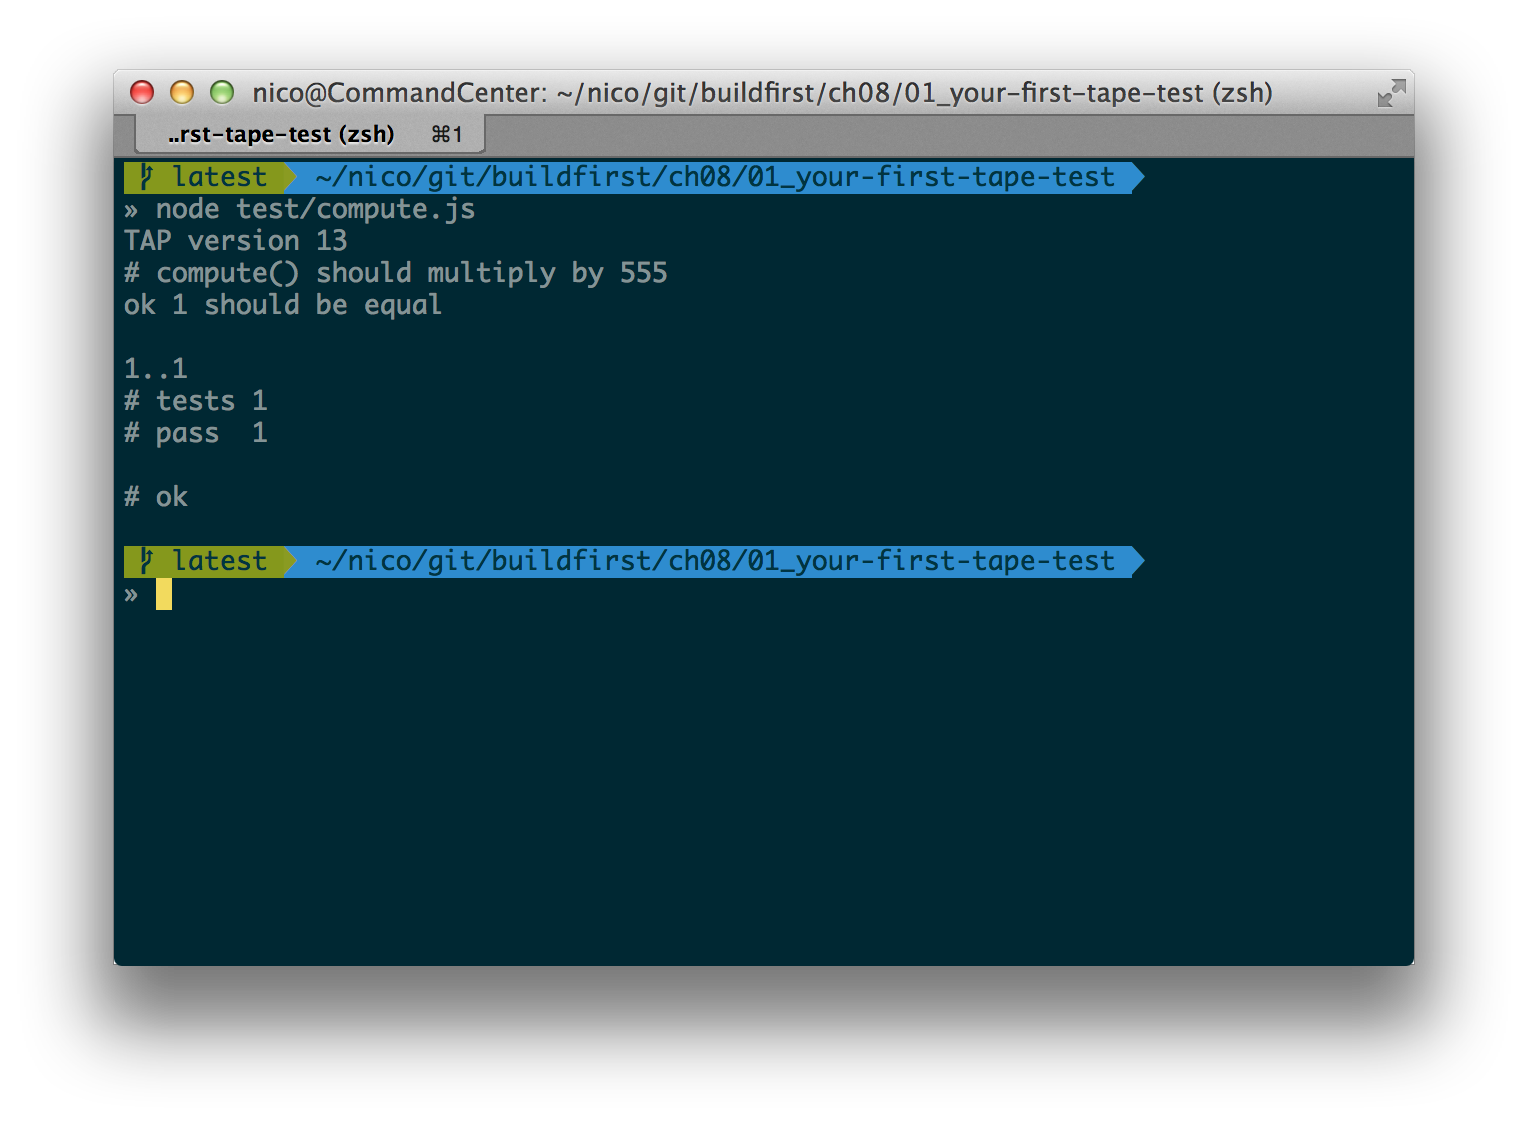 nico@CommandCenter: ~/nico/git/buildfirst/ch08/01_your-first-tape-test (zsh)
..rst-tape-test (zsh) ⌘1
latest ~/nico/git/buildfirst/ch08/01_your-first-tape-test
» node test/compute.js
TAP version 13
# compute() should multiply by 555
ok 1 should be equal
1..1
# tests 1
# pass  1
# ok
latest ~/nico/git/buildfirst/ch08/01_your-first-tape-test
»